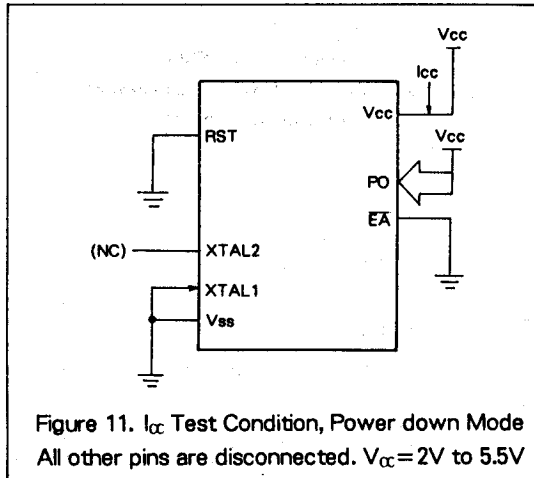 Vcc
Icc
Vcc
RST
Vcc
PO
EA
(NC)
XTAL2
XTAL1
Vss
Figure 11. Icc Test Condition, Power down Mode
All other pins are disconnected. Vcc=2V to 5.5V